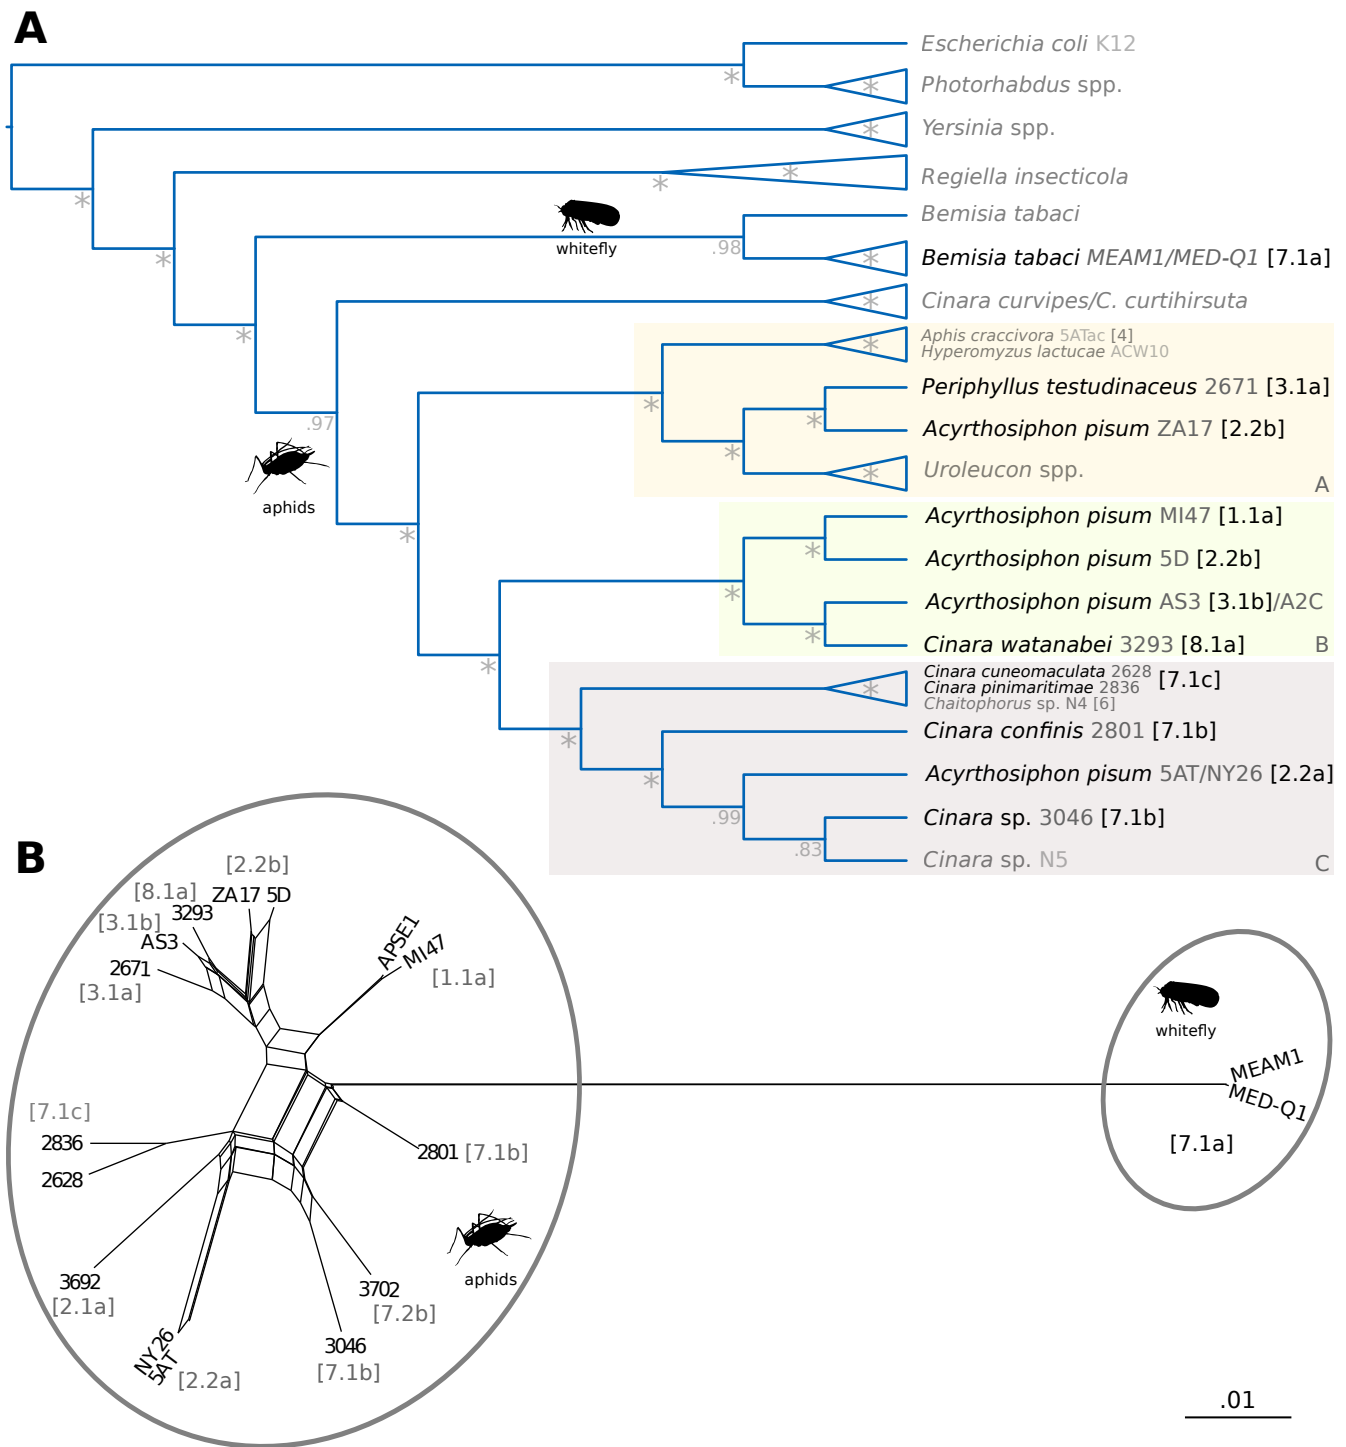 A
Escherichia coli K12
*
Photorhabdus spp.
*
Yersinia spp.
*
*
Regiella insecticola
*
*
*
whitefly
Bemisia tabaci
.98
Bemisia tabaci MEAM1/MED-Q1 [7.1a]
*
*
Cinara curvipes/C. curtihirsuta
*
Aphis craccivora 5ATac [4]
Hyperomyzus lactucae ACW10
*
Periphyllus testudinaceus 2671 [3.1a]
*
.97
*
Acyrthosiphon pisum ZA17 [2.2b]
*
Uroleucon spp.
*
A
aphids
*
Acyrthosiphon pisum MI47 [1.1a]
*
Acyrthosiphon pisum 5D [2.2b]
*
Acyrthosiphon pisum AS3 [3.1b]/A2C
*
Cinara watanabei 3293 [8.1a]
B
*
Cinara cuneomaculata 2628
Cinara pinimaritimae 2836
[7.1c]
*
Chaitophorus sp. N4 [6]
*
Cinara confinis 2801 [7.1b]
*
Acyrthosiphon pisum 5AT/NY26 [2.2a]
.99
Cinara sp. 3046 [7.1b]
.83
Cinara sp. N5
C
B
[2.2b]
[8.1a]
ZA17 5D
[3.1b]
3293
AS3
APSE1
MI47
2671
[3.1a]
[1.1a]
whitefly
MEAM1
MED-Q1
[7.1a]
[7.1c]
2836
2628
2801 [7.1b]
aphids
3692
[2.1a]
3702
[7.2b]
NY26
5AT
[2.2a]
3046
[7.1b]
.01